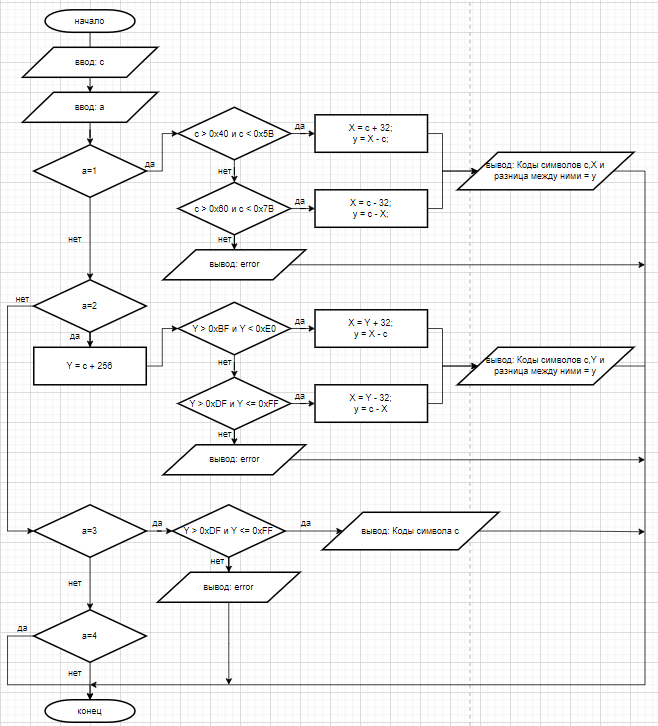 начало
ввод: c
ввод: a
a=1
да
нет
c > 0x40 и c < 0x5B
да
нет
X = c + 32;
y = X - c;
c > 0x60 и c < 0x7B
да
нет
X = c - 32;
y = c - X;
вывод: Коды символов c,X и
разница между ними = y
вывод: error
a=2
нет
да
Y = c + 256
Y > 0xBF и Y < 0xE0
да
нет
X = Y + 32;
y = X - c
Y > 0xDF и Y <= 0xFF
да
нет
X = Y - 32;
y = c - X
вывод: Коды символов c,Y и
разница между ними = y
вывод: error
a=3
да
нет
Y > 0xDF и Y <= 0xFF
да
нет
вывод: Коды символа c
вывод: error
a=4
да
нет
конец